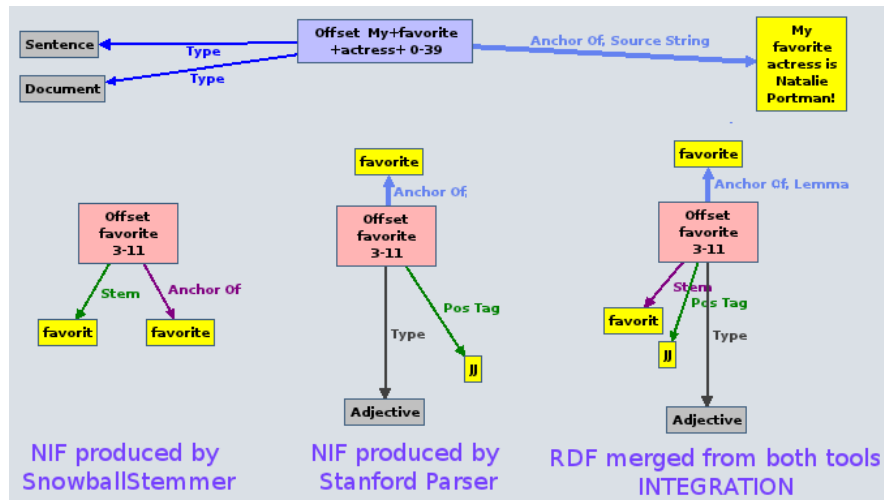 Sentence
Document
Type
Type
Offset My+favorite
+actress+ 0-39
Anchor Of, Source String
My
favorite
actress is
Natalie
Portman!
Offset
favorite
3-11
Stem
Anchor Of
favorit
favorite
NIF produced by
SnowballStemmer
favorite
Anchor Of,
Offset
favorite
3-11
Pos Tag
Type
JJ
Adjective
NIF produced by
Stanford Parser
favorite
Anchor Of, Lemma
Offset
favorite
3-11
Stem
Pos Tag
favorit
Type
JJ
Adjective
RDF merged from both tools
INTEGRATION